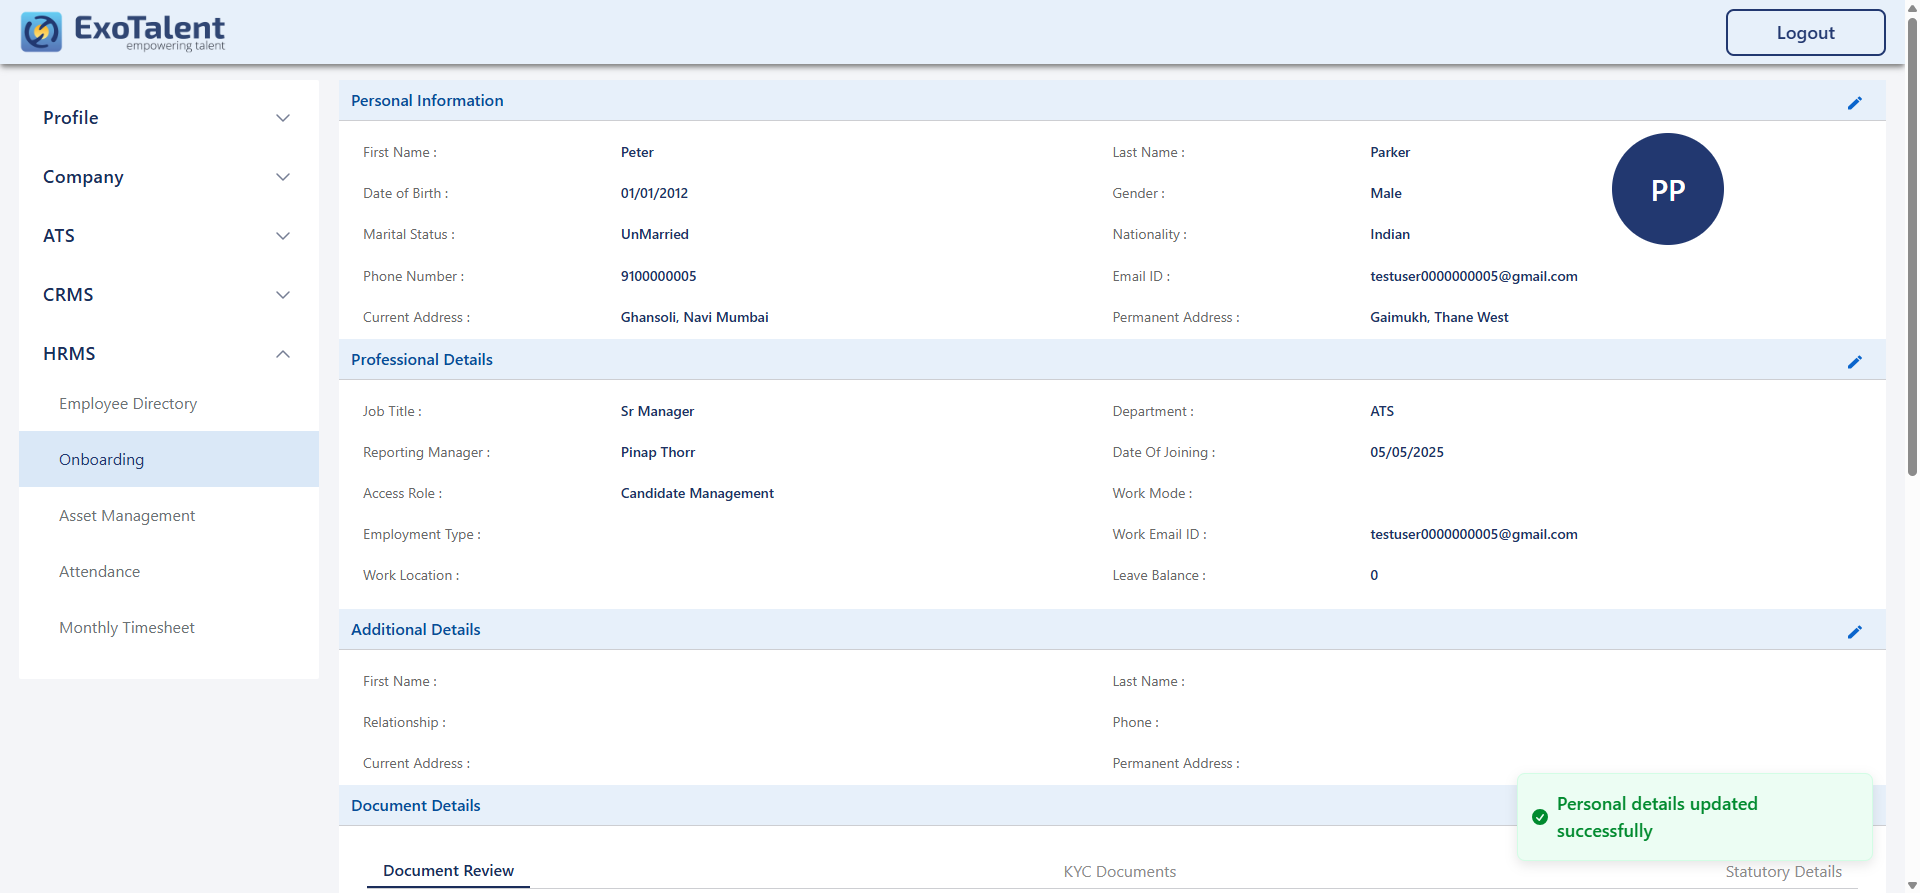 ExoTalent
empowering talent
Logout
Profile
Company
ATS
CRMS
HRMS
Employee Directory
Onboarding
Asset Management
Attendance
Monthly Timesheet
Personal Information
First Name : Peter Last Name : Parker
PP
Date of Birth : 01/01/2012 Gender : Male
Marital Status : UnMarried Nationality : Indian
Phone Number : 9100000005 Email ID : testuser0000000005@gmail.com
Current Address : Ghansoli, Navi Mumbai Permanent Address : Gaimukh, Thane West
Professional Details
Job Title : Sr Manager Department : ATS
Reporting Manager : Pinap Thorr Date Of Joining : 05/05/2025
Access Role : Candidate Management Work Mode :
Employment Type : Work Email ID : testuser0000000005@gmail.com
Work Location : Leave Balance : 0
Additional Details
First Name : Last Name :
Relationship : Phone :
Current Address : Permanent Address :
Document Details
Personal details updated
successfully
Document Review KYC Documents Statutory Details